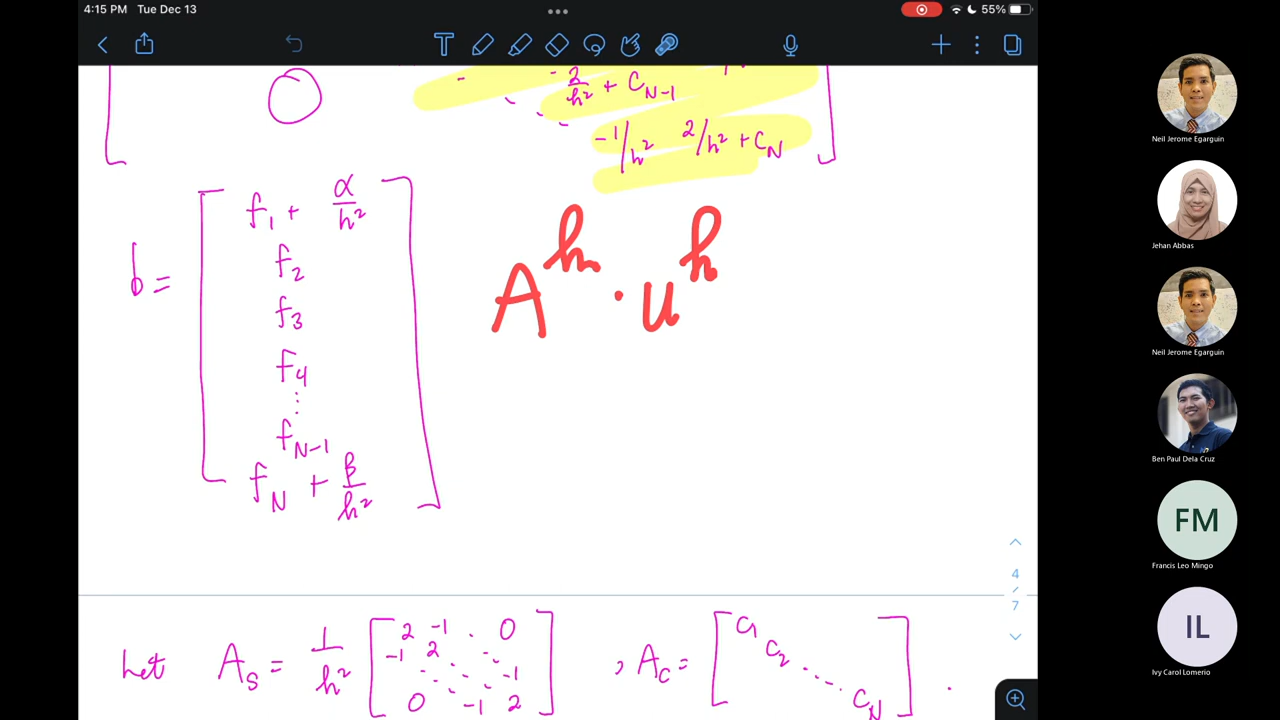 4:15 PM Tue Dec 13
55%
- 2/h² + C_{N-1}
-1/h² 2/h² + C_N
b = [ f₁ + α/h²
f₂
f₃
f₄
⋮
f_{N-1}
f_N + β/h² ]
A^h · u^h
4
/
7
Let A_S = 1/h² [ 2 -1 . 0
-1 2 ⋱ -1
0 -1 2 ] , A_C = [ C₁
C₂
⋱
C_N ] .
Neil Jerome Egarguin
Jehan Abbas
Neil Jerome Egarguin
Ben Paul Dela Cruz
FM
Francis Leo Mingo
IL
Ivy Carol Lomerio